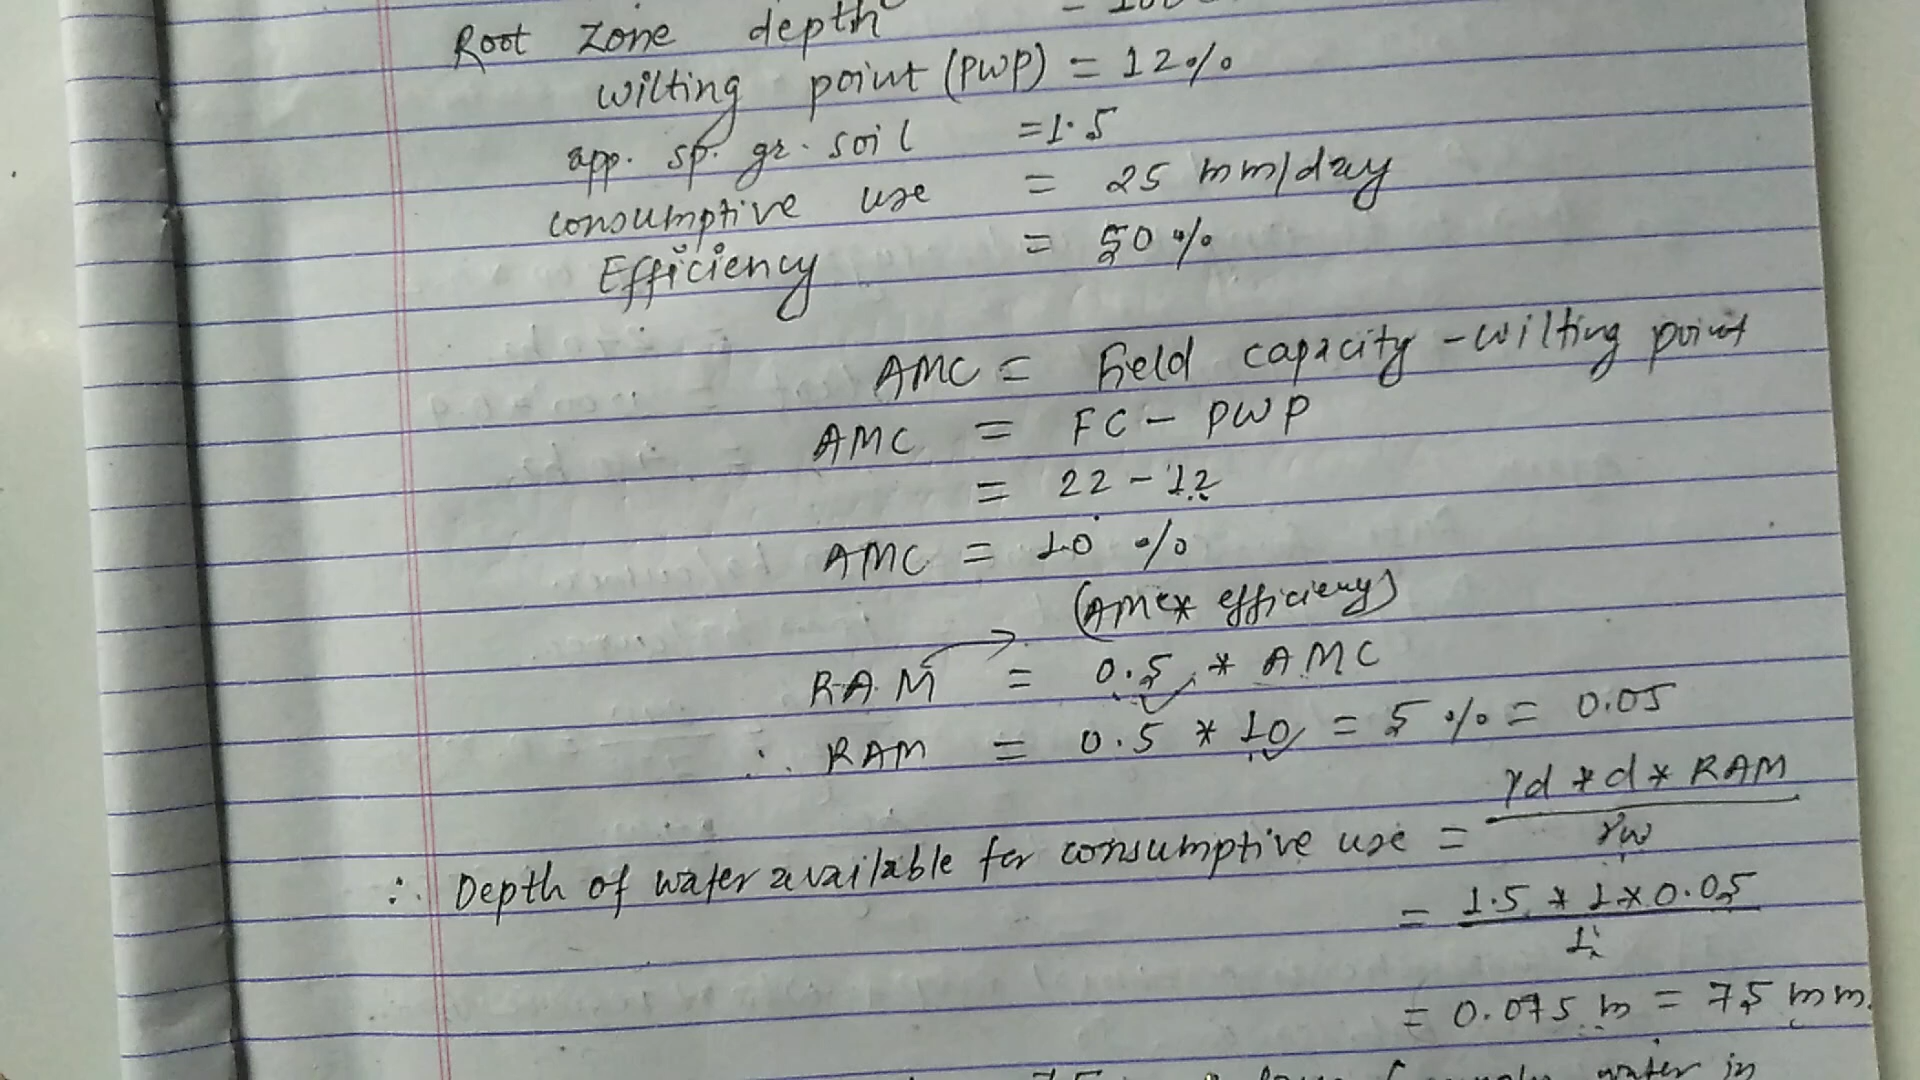 Root zone depth = 100
wilting point (PWP) = 12%
app. sp. gr. soil = 1.5
consumptive use = 25 mm/day
Efficiency = 50%
AMC = field capacity - wilting point
AMC = FC - PWP
= 22 - 12
AMC = 10 %
(AMC * efficiency)
RAM = 0.5 * AMC
∴ RAM = 0.5 * 10 = 5 % = 0.05
∴ Depth of water available for consumptive use = γd * d * RAM / γw
= 1.5 * 1 * 0.05 / 1
= 0.075 m = 75 mm.
water in